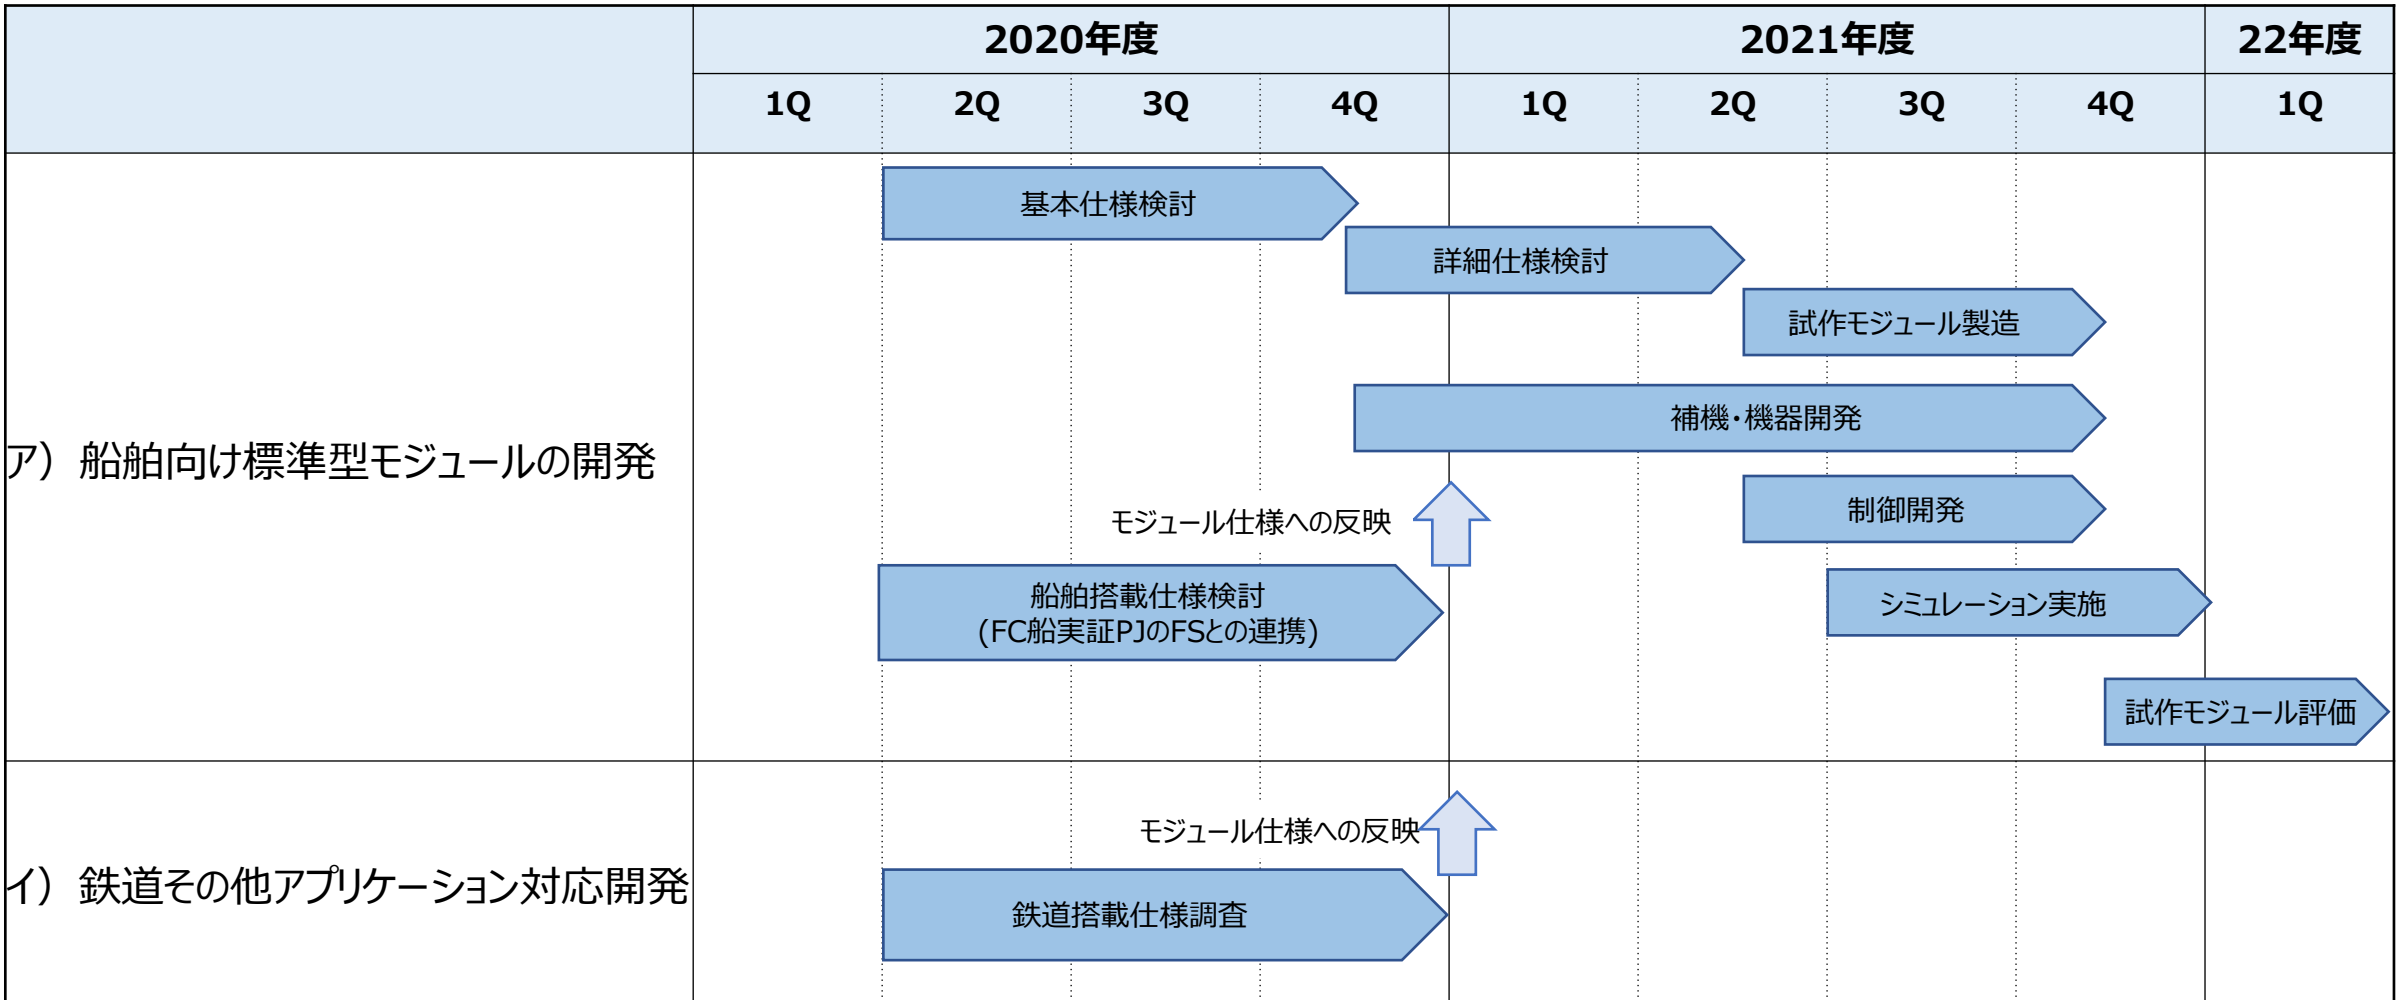 2020年度
2021年度
22年度
1Q
2Q
3Q
4Q
1Q
2Q
3Q
4Q
1Q
ア）船舶向け標準型モジュールの開発
基本仕様検討
詳細仕様検討
試作モジュール製造
補機・機器開発
制御開発
モジュール仕様への反映
船舶搭載仕様検討
(FC船実証PJのFSとの連携)
シミュレーション実施
試作モジュール評価
イ）鉄道その他アプリケーション対応開発
モジュール仕様への反映
鉄道搭載仕様調査